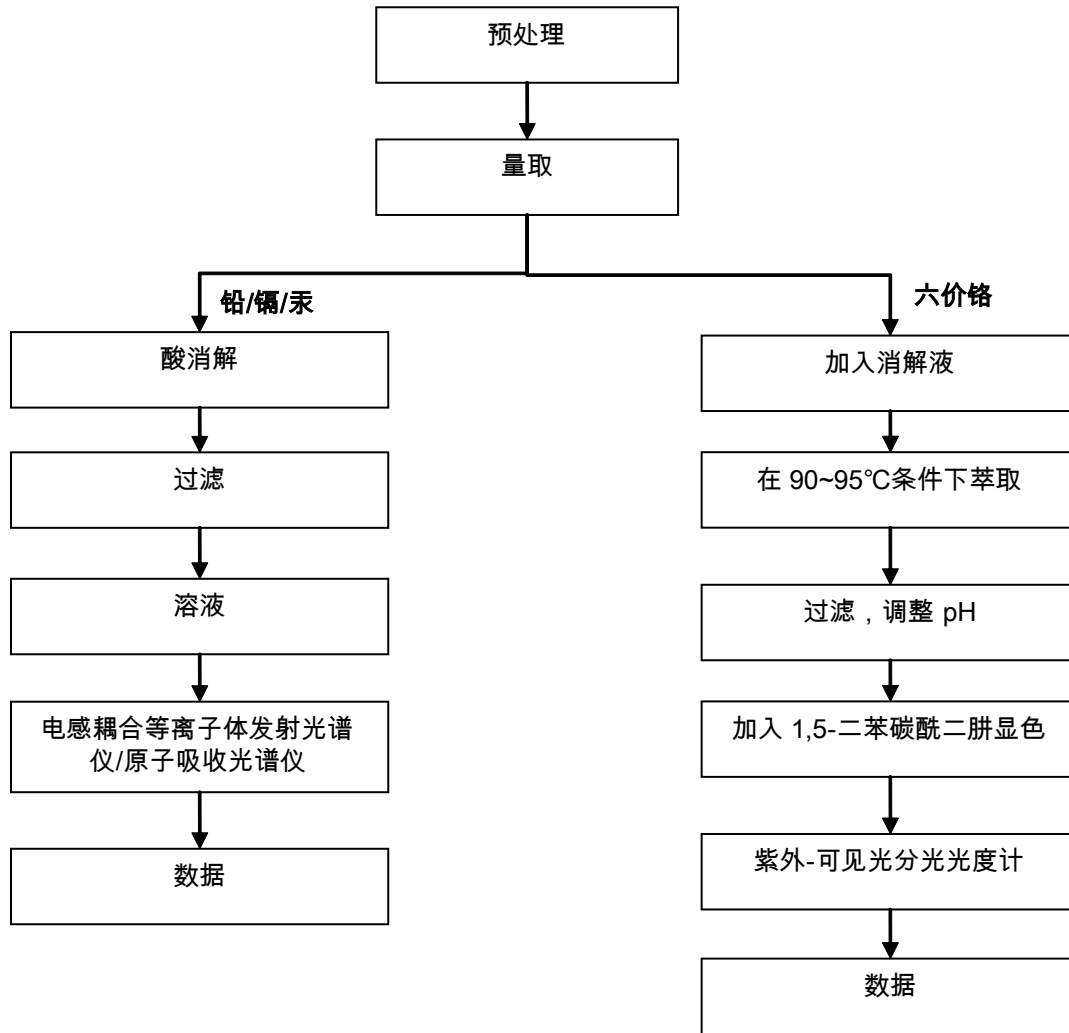 预处理
量取
铅/镉/汞
酸消解
过滤
溶液
电感耦合等离子体发射光谱
仪/原子吸收光谱仪
数据
六价铬
加入消解液
在 90~95℃条件下萃取
过滤，调整 pH
加入 1,5-二苯碳酰二肼显色
紫外-可见光分光光度计
数据